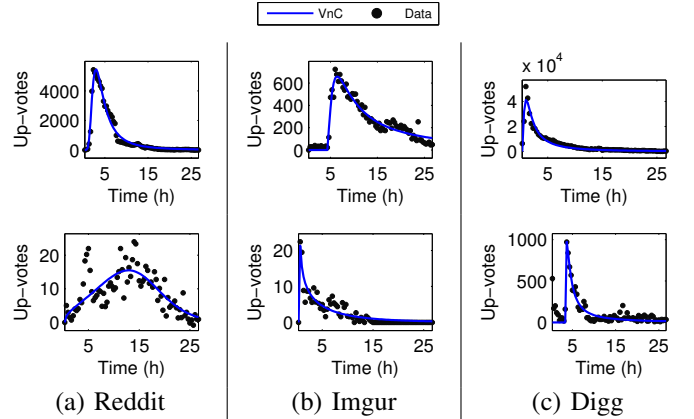 VnC Data
Up−votes
4000
2000
0
5 15 25
Time (h)
Up−votes
600
400
200
0
5 15 25
Time (h)
x 10^4
Up−votes
4
2
0
5 15 25
Time (h)
Up−votes
20
10
0
5 15 25
Time (h)
Up−votes
20
10
0
5 15 25
Time (h)
Up−votes
1000
500
0
5 15 25
Time (h)
(a) Reddit
(b) Imgur
(c) Digg